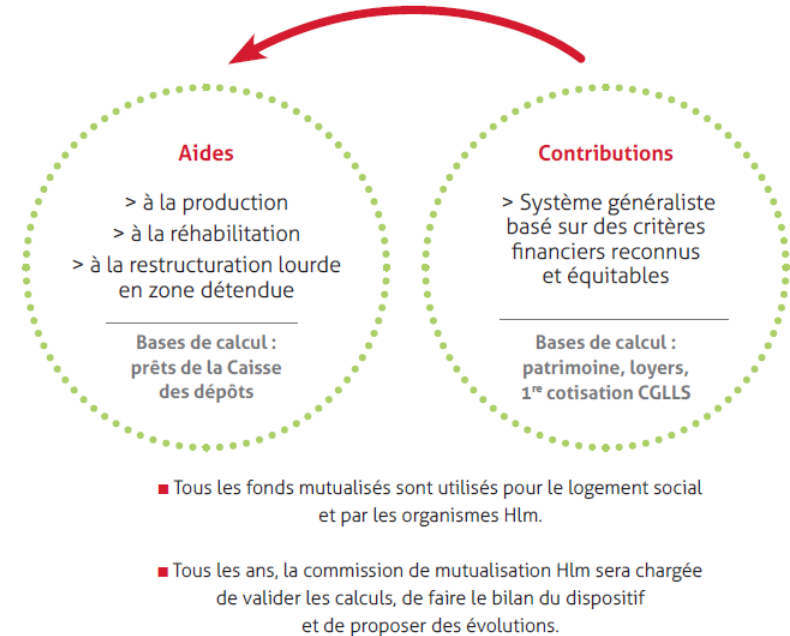 Aides
> à la production
> à la réhabilitation
> à la restructuration lourde
en zone détendue
Bases de calcul :
prêts de la Caisse
des dépôts
Contributions
> Système généraliste
basé sur des critères
financiers reconnus
et équitables
Bases de calcul :
patrimoine, loyers,
1re cotisation CGLLS
■ Tous les fonds mutualisés sont utilisés pour le logement social
et par les organismes Hlm.
■ Tous les ans, la commission de mutualisation Hlm sera chargée
de valider les calculs, de faire le bilan du dispositif
et de proposer des évolutions.